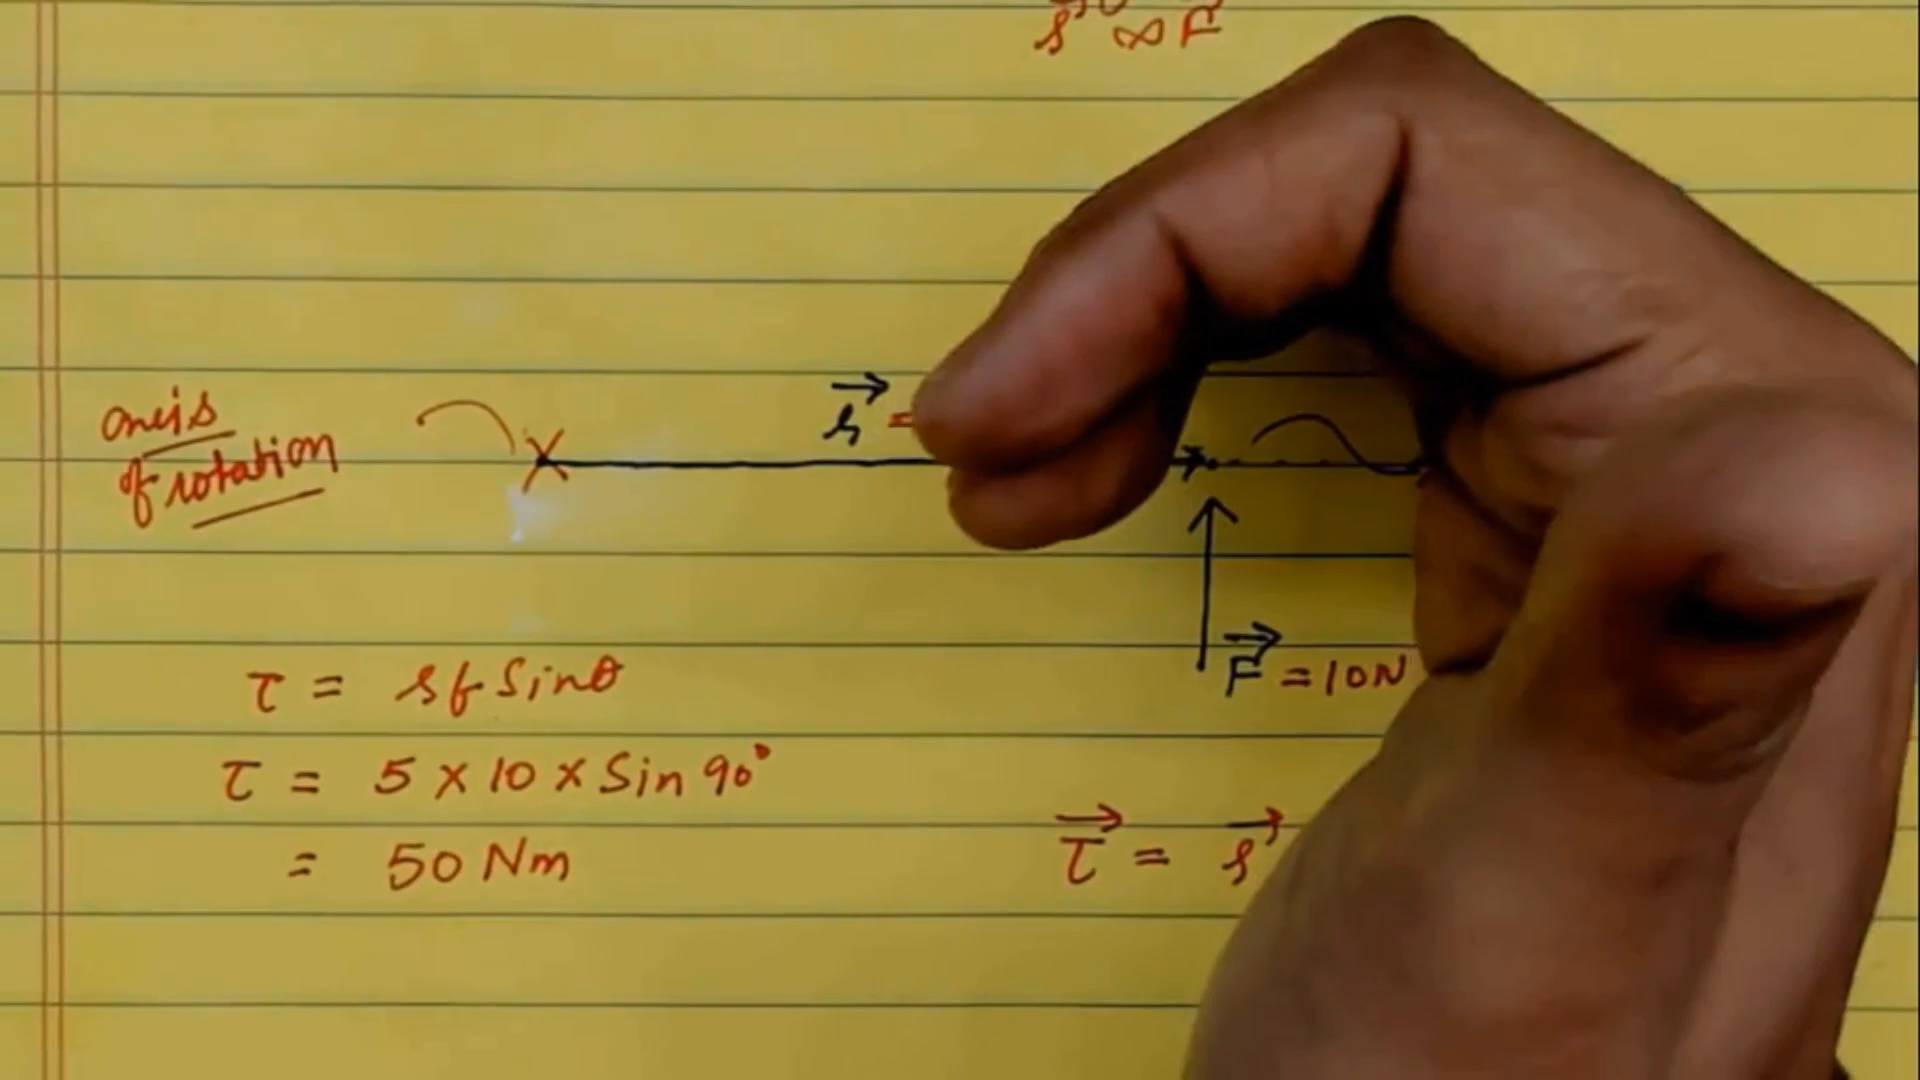 r ∞ F
axis
of rotation
r =
F = 10N
τ = rf Sinθ
τ = 5 × 10 × Sin 90°
= 50 Nm
τ = r